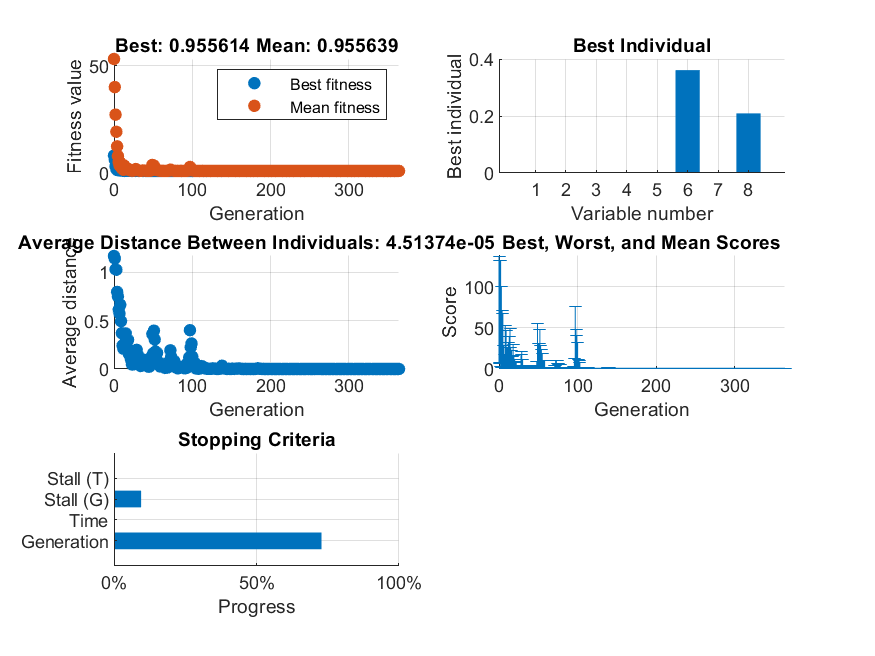 Best: 0.955614 Mean: 0.955639
Fitness value
50
0
Best fitness
Mean fitness
0 100 200 300
Generation
Best Individual
Best individual
0.4
0.2
0
1 2 3 4 5 6 7 8
Variable number
Average Distance Between Individuals: 4.51374e-05
Average distance
1
0.5
0
0 100 200 300
Generation
Best, Worst, and Mean Scores
Score
100
50
0
0 100 200 300
Generation
Stopping Criteria
Stall (T)
Stall (G)
Time
Generation
0% 50% 100%
Progress